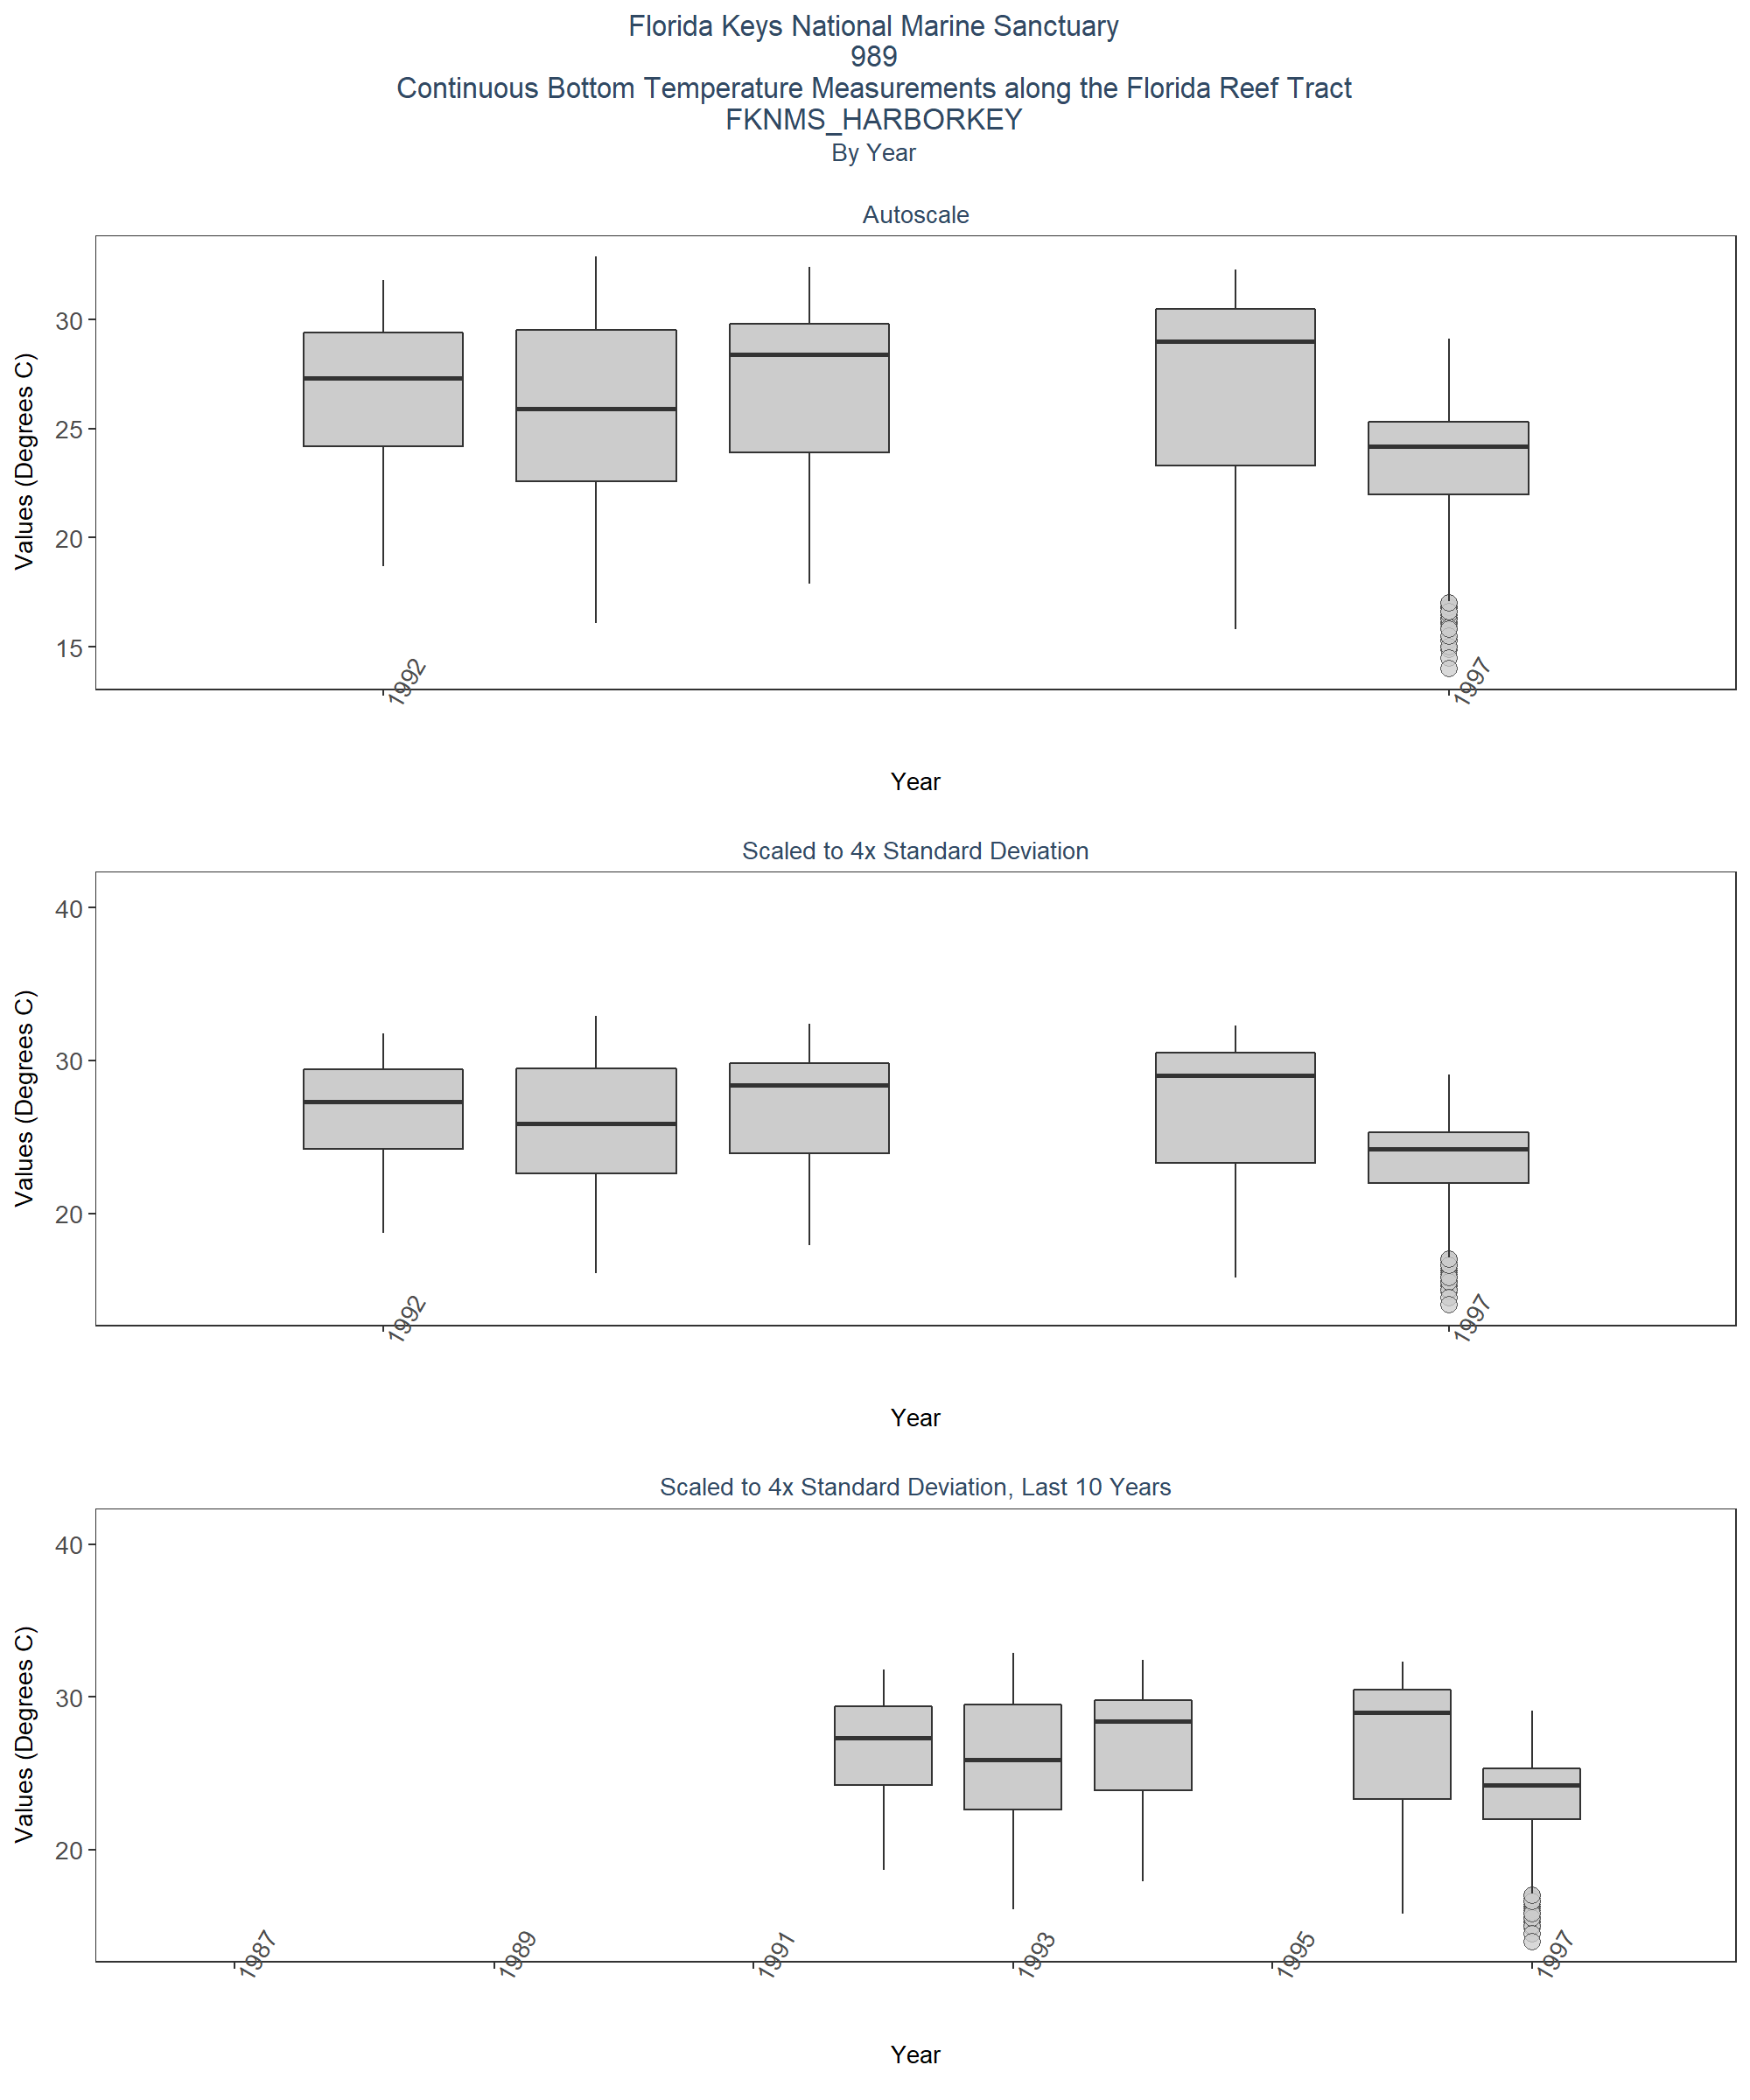 Florida Keys National Marine Sanctuary
989
Continuous Bottom Temperature Measurements along the Florida Reef Tract
FKNMS_HARBORKEY
By Year
Autoscale
Values (Degrees C)
30
25
20
15
1992
1997
Year
Scaled to 4x Standard Deviation
Values (Degrees C)
40
30
20
1992
1997
Year
Scaled to 4x Standard Deviation, Last 10 Years
Values (Degrees C)
40
30
20
1987
1989
1991
1993
1995
1997
Year